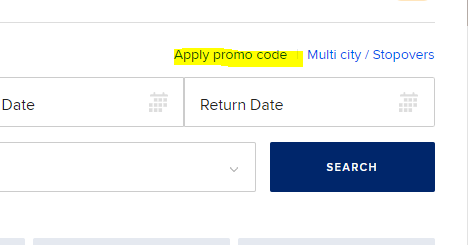 Apply promo code | Multi city / Stopovers
Date
Return Date
SEARCH